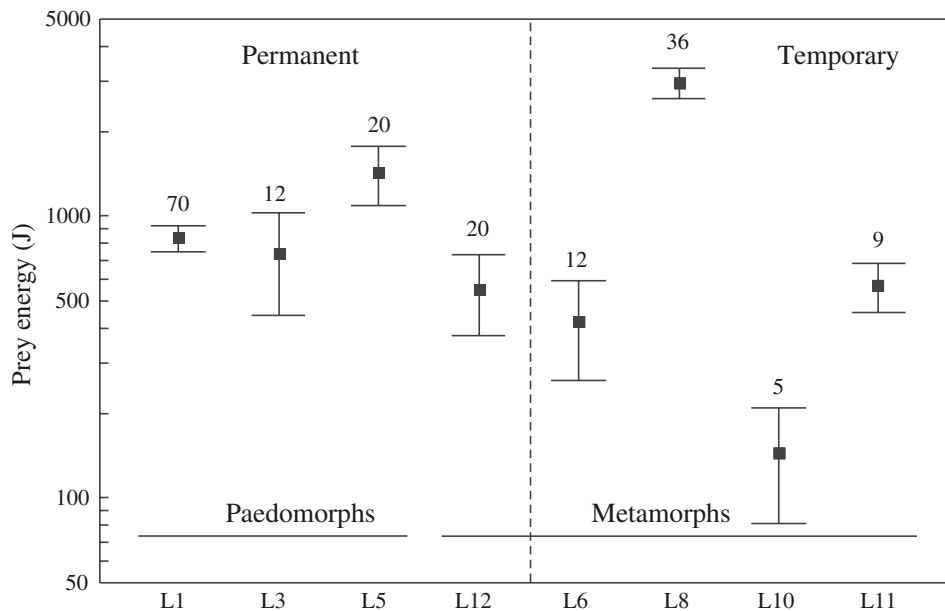 5000
Permanent
Temporary
36
20
70
12
20
12
9
5
1000
500
100
50
Prey energy (J)
Paedomorphs
Metamorphs
L1 L3 L5 L12 L6 L8 L10 L11